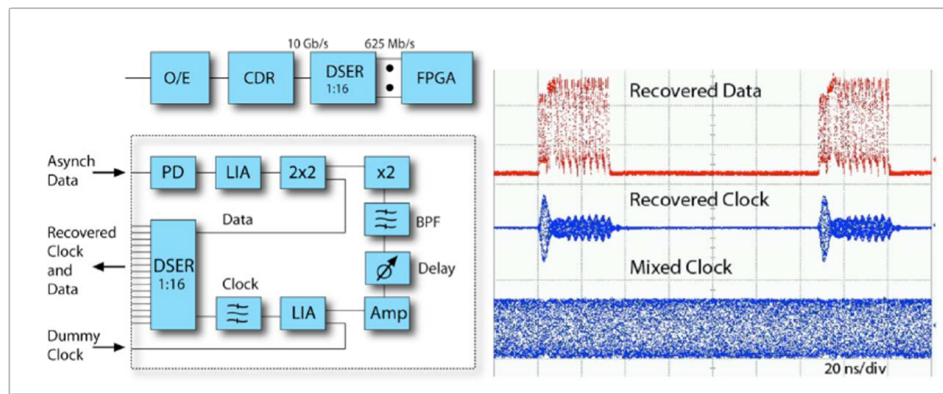 10 Gb/s 625 Mb/s
O/E CDR DSER FPGA
1:16
Asynch
Data
PD LIA 2x2 x2
Data
BPF
Recovered
Clock
and
Data
DSER
1:16
Delay
Clock
LIA Amp
Dummy
Clock
Recovered Data
Recovered Clock
Mixed Clock
20 ns/div